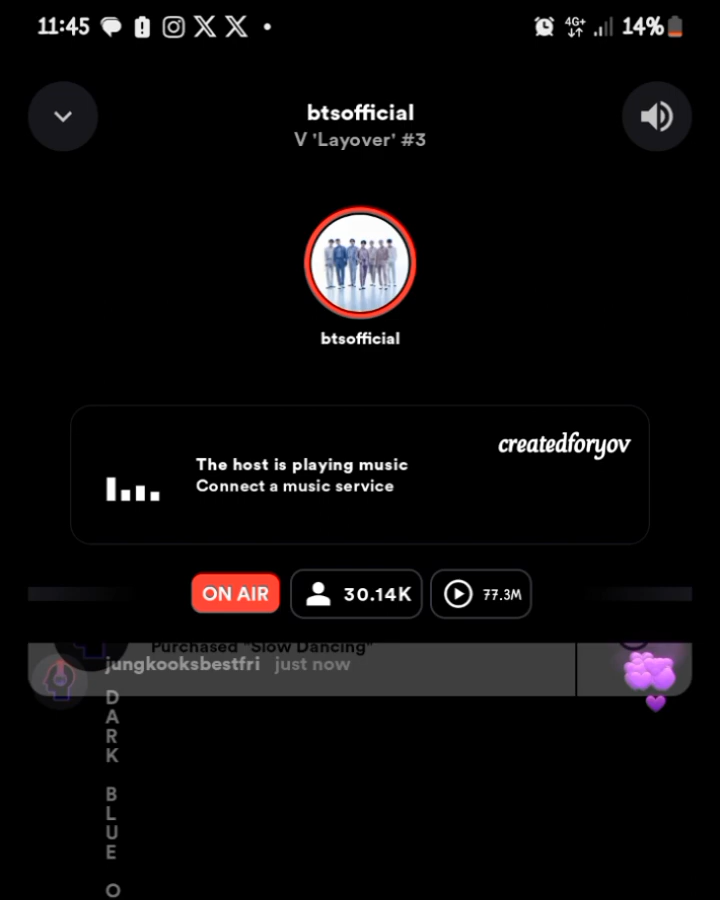 11:45
4G+
14%
btsofficial
V 'Layover' #3
btsofficial
createdforyov
The host is playing music
Connect a music service
ON AIR
30.14K
77.3M
Purchased "Slow Dancing"
jungkooksbestfri just now
D
A
R
K
B
L
U
E
O